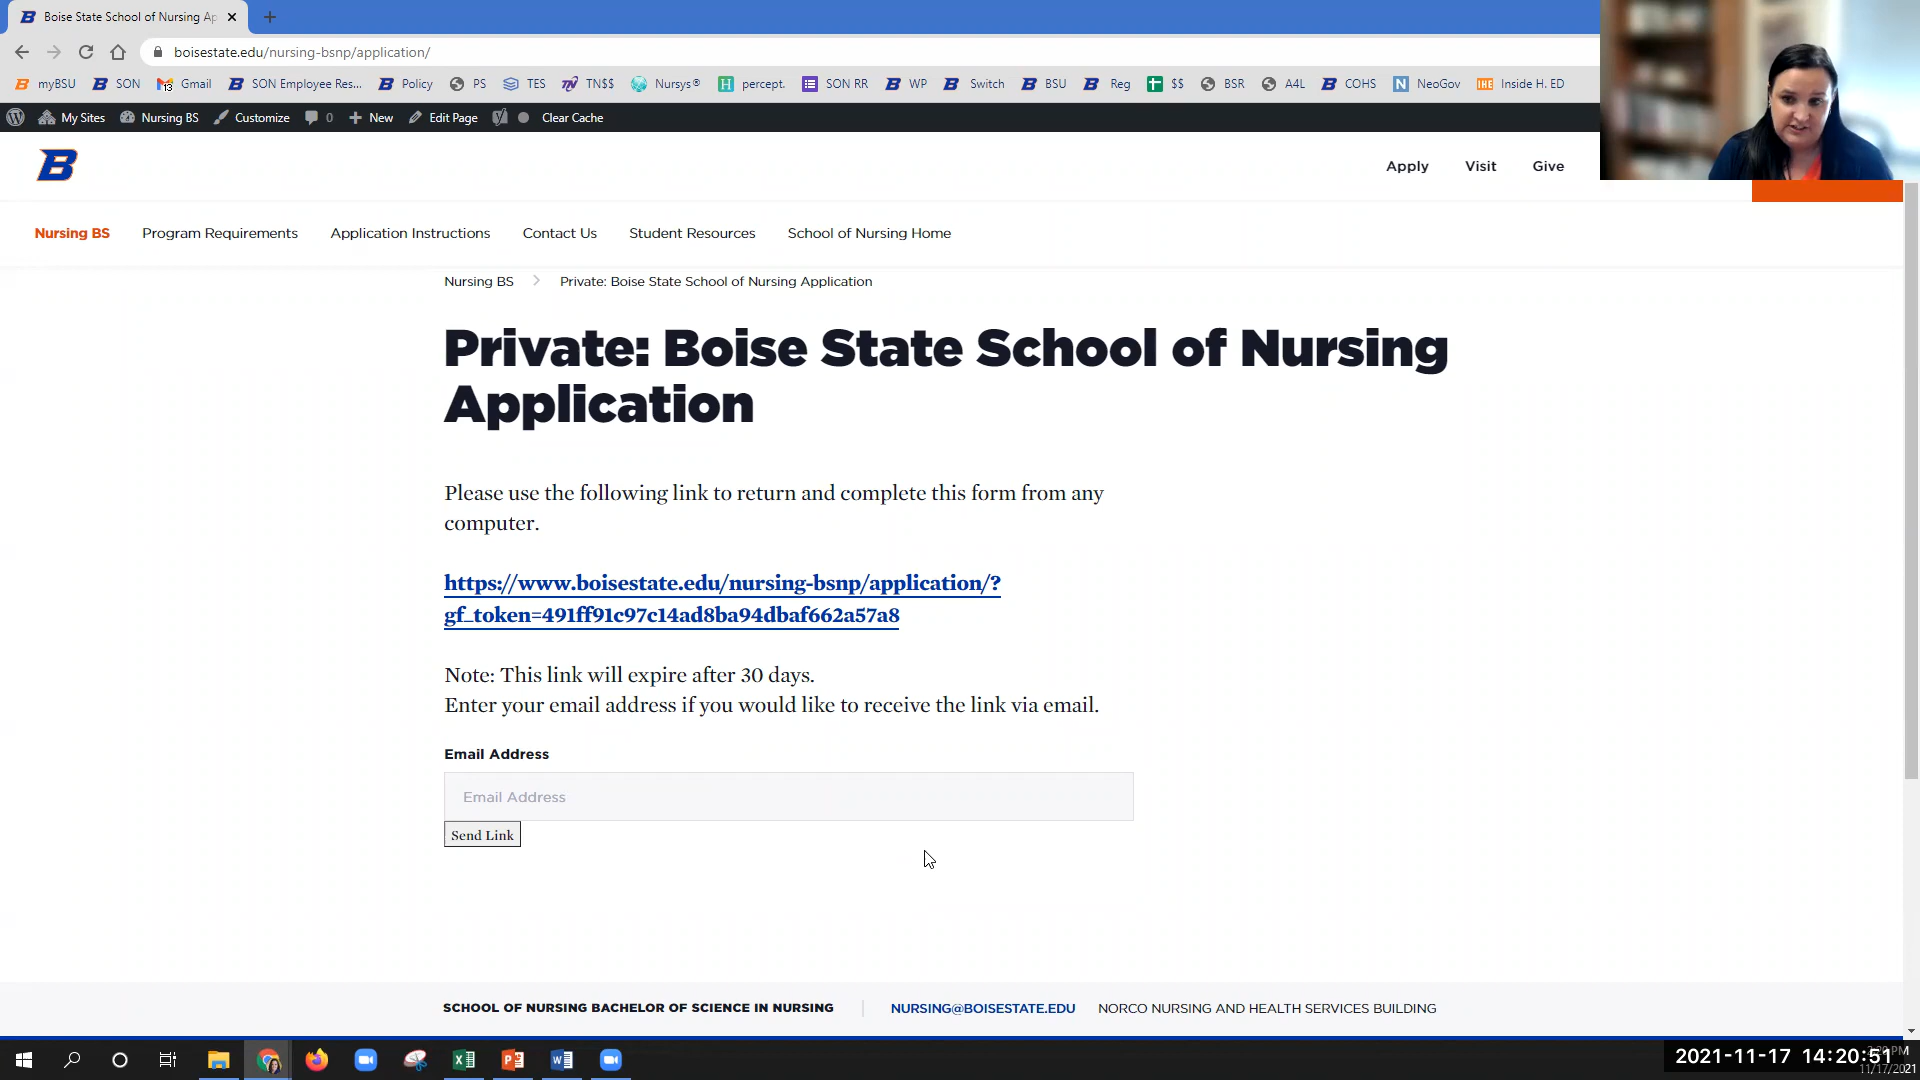 Boise State School of Nursing Ap
boisestate.edu/nursing-bsnp/application/
myBSU SON Gmail SON Employee Res... Policy PS TES TN$$ Nursys® percept. SON RR WP Switch BSU Reg $$ BSR A4L COHS NeoGov Inside H. ED
My Sites Nursing BS Customize 0 New Edit Page Clear Cache
B
Apply Visit Give
Nursing BS Program Requirements Application Instructions Contact Us Student Resources School of Nursing Home
Nursing BS > Private: Boise State School of Nursing Application
Private: Boise State School of Nursing
Application
Please use the following link to return and complete this form from any
computer.
https://www.boisestate.edu/nursing-bsnp/application/?
gf_token=491ff91c97c14ad8ba94dbaf662a57a8
Note: This link will expire after 30 days.
Enter your email address if you would like to receive the link via email.
Email Address
Email Address
Send Link
SCHOOL OF NURSING BACHELOR OF SCIENCE IN NURSING NURSING@BOISESTATE.EDU NORCO NURSING AND HEALTH SERVICES BUILDING
2021-11-17 14:20:51
11/17/2021